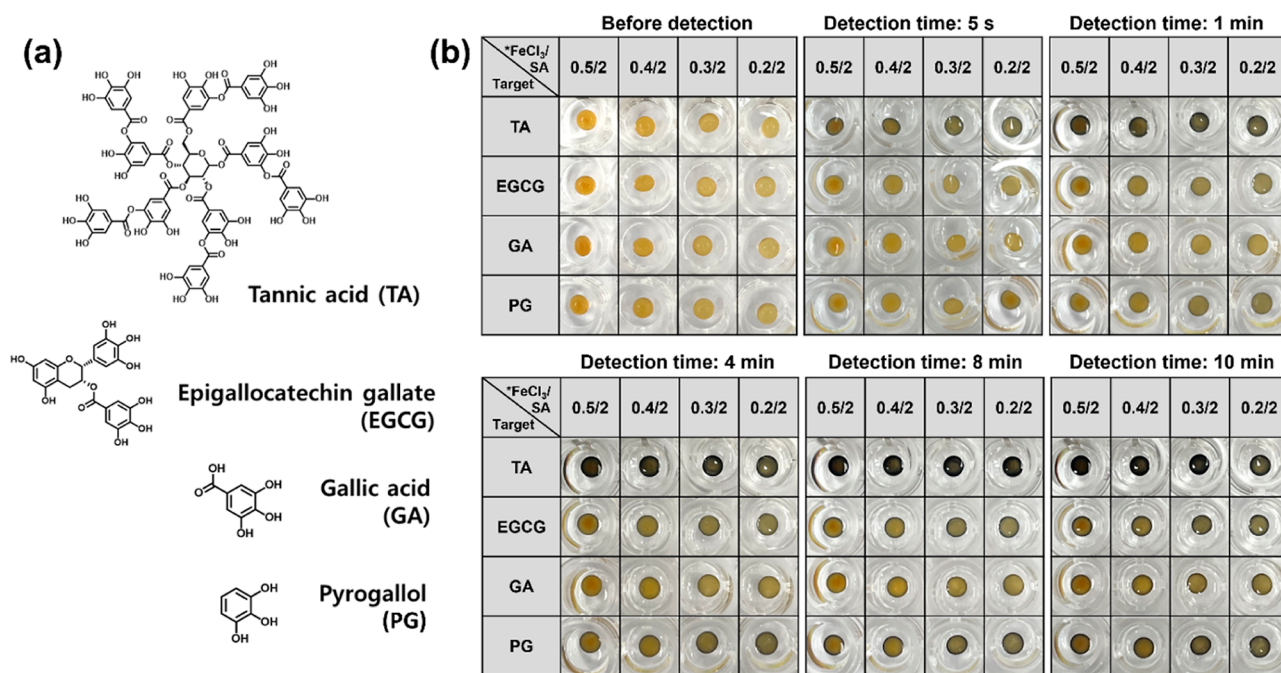 (a)
Tannic acid (TA)
Epigallocatechin gallate
(EGCG)
Gallic acid
(GA)
Pyrogallol
(PG)
(b)
Before detection
*FeCl₃/
SA
Target
0.5/2 0.4/2 0.3/2 0.2/2
TA
EGCG
GA
PG
Detection time: 5 s
*FeCl₃/
SA
0.5/2 0.4/2 0.3/2 0.2/2
Detection time: 1 min
0.5/2 0.4/2 0.3/2 0.2/2
Detection time: 4 min
*FeCl₃/
SA
Target
0.5/2 0.4/2 0.3/2 0.2/2
TA
EGCG
GA
PG
Detection time: 8 min
0.5/2 0.4/2 0.3/2 0.2/2
Detection time: 10 min
0.5/2 0.4/2 0.3/2 0.2/2